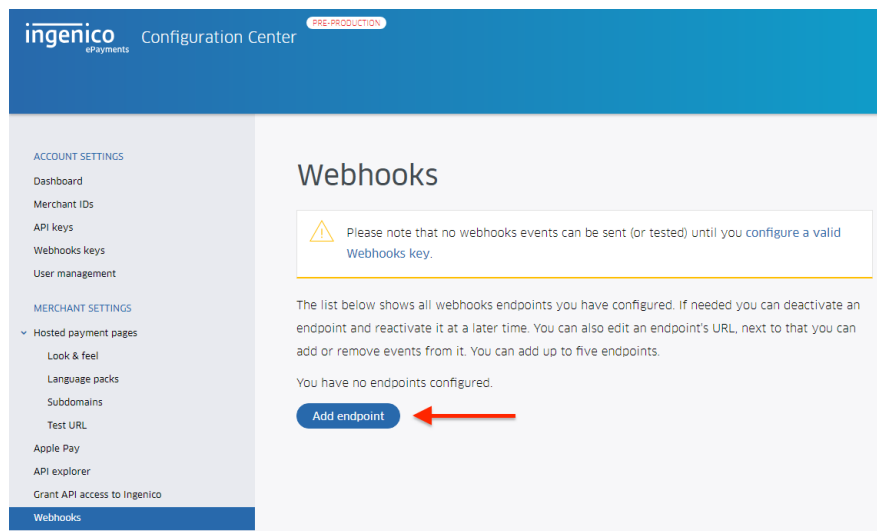 ingenico
ePayments
Configuration Center
PRE-PRODUCTION
ACCOUNT SETTINGS
Dashboard
Merchant IDs
API keys
Webhooks keys
User management
MERCHANT SETTINGS
Hosted payment pages
Look & feel
Language packs
Subdomains
Test URL
Apple Pay
API explorer
Grant API access to Ingenico
Webhooks
Webhooks
Please note that no webhooks events can be sent (or tested) until you configure a valid
Webhooks key.
The list below shows all webhooks endpoints you have configured. If needed you can deactivate an
endpoint and reactivate it at a later time. You can also edit an endpoint's URL, next to that you can
add or remove events from it. You can add up to five endpoints.
You have no endpoints configured.
Add endpoint